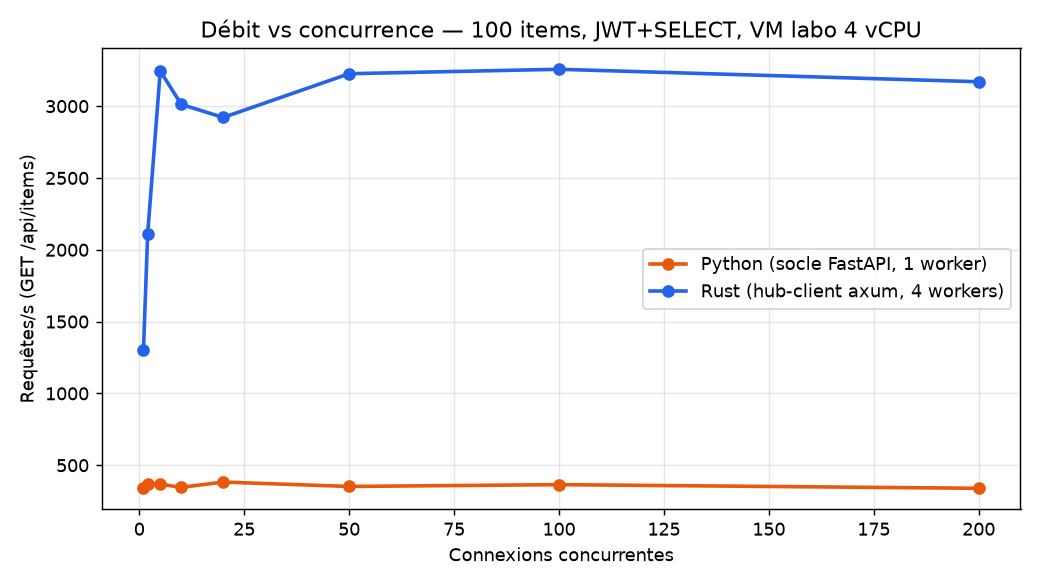 Débit vs concurrence — 100 items, JWT+SELECT, VM labo 4 vCPU
Requêtes/s (GET /api/items)
3000
2500
2000
1500
1000
500
Python (socle FastAPI, 1 worker)
Rust (hub-client axum, 4 workers)
0 25 50 75 100 125 150 175 200
Connexions concurrentes